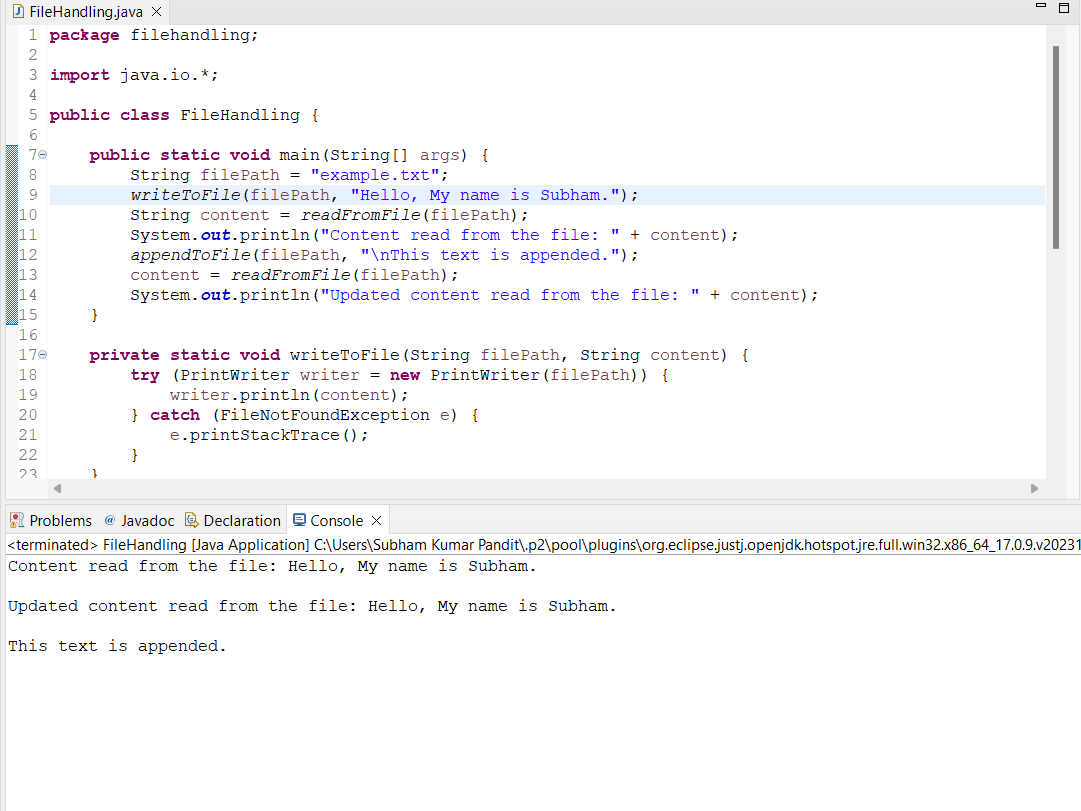 FileHandling.java
1 package filehandling;
2
3 import java.io.*;
4
5 public class FileHandling {
6
7 public static void main(String[] args) {
8 String filePath = "example.txt";
9 writeToFile(filePath, "Hello, My name is Subham.");
10 String content = readFromFile(filePath);
11 System.out.println("Content read from the file: " + content);
12 appendToFile(filePath, "\nThis text is appended.");
13 content = readFromFile(filePath);
14 System.out.println("Updated content read from the file: " + content);
15 }
16
17 private static void writeToFile(String filePath, String content) {
18 try (PrintWriter writer = new PrintWriter(filePath)) {
19 writer.println(content);
20 } catch (FileNotFoundException e) {
21 e.printStackTrace();
22 }
23 }
Problems @ Javadoc Declaration Console
<terminated> FileHandling [Java Application] C:\Users\Subham Kumar Pandit\.p2\pool\plugins\org.eclipse.justj.openjdk.hotspot.jre.full.win32.x86_64_17.0.9.v20231
Content read from the file: Hello, My name is Subham.
Updated content read from the file: Hello, My name is Subham.
This text is appended.